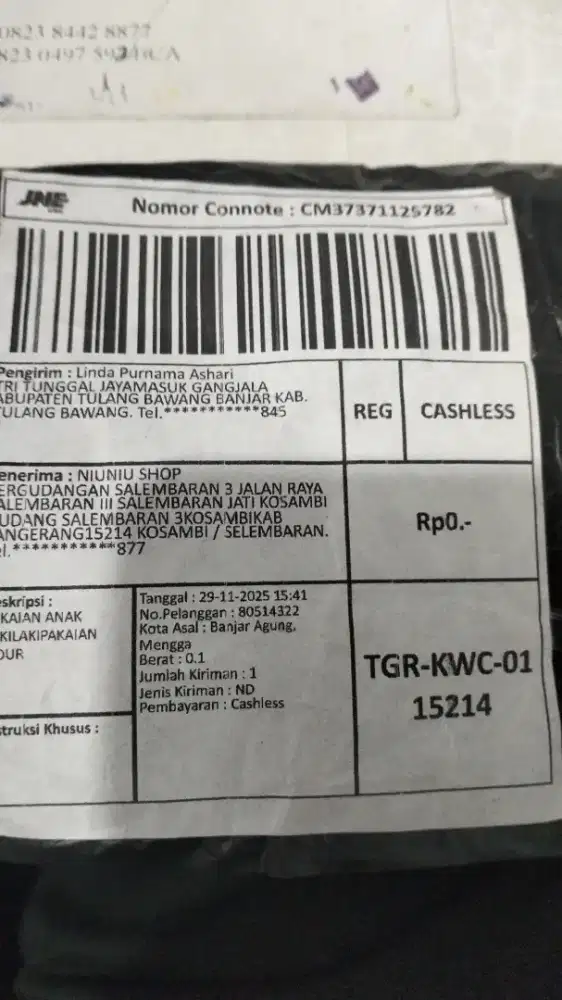 0823 8442 8877
JNE
Nomor Connote : CM37371125782
Pengirim : Linda Purnama Ashari
TRI TUNGGAL JAYAMASUK GANGJALA
ABUPATEN TULANG BAWANG BANJAR KAB.
TULANG BAWANG. Tel.***********845
REG
CASHLESS
enerima : NIUNIU SHOP
ERGUDANGAN SALEMBARAN 3 JALAN RAYA
ALEMBARAN III SALEMBARAN JATI KOSAMBI
UDANG SALEMBARAN 3KOSAMBIKAB
ANGERANG15214 KOSAMBI / SELEMBARAN.
el.***********877
Rp0.-
eskripsi :
KAIAN ANAK
KILAKIPAKAIAN
DUR
Tanggal : 29-11-2025 15:41
No.Pelanggan : 80514322
Kota Asal : Banjar Agung,
Mengga
Berat : 0.1
Jumlah Kiriman : 1
Jenis Kiriman : ND
Pembayaran : Cashless
TGR-KWC-01
15214
struksi Khusus :